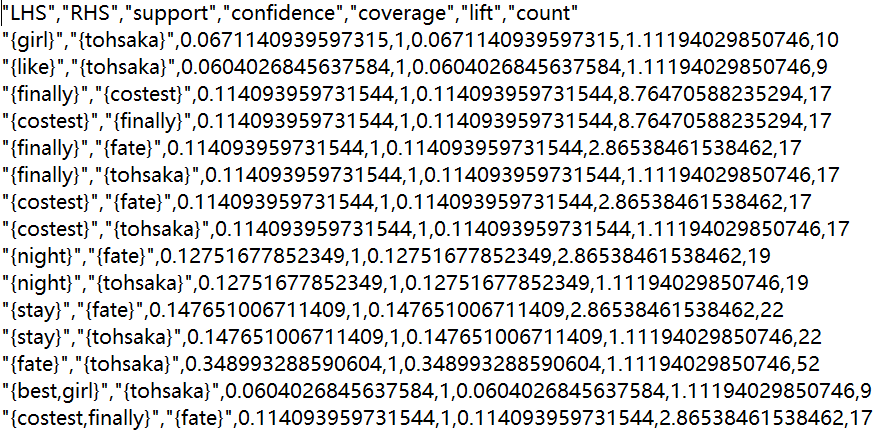 "LHS","RHS","support","confidence","coverage","lift","count"
"{girl}","{tohsaka}",0.0671140939597315,1,0.0671140939597315,1.11194029850746,10
"{like}","{tohsaka}",0.0604026845637584,1,0.0604026845637584,1.11194029850746,9
"{finally}","{costest}",0.114093959731544,1,0.114093959731544,8.76470588235294,17
"{costest}","{finally}",0.114093959731544,1,0.114093959731544,8.76470588235294,17
"{finally}","{fate}",0.114093959731544,1,0.114093959731544,2.86538461538462,17
"{finally}","{tohsaka}",0.114093959731544,1,0.114093959731544,1.11194029850746,17
"{costest}","{fate}",0.114093959731544,1,0.114093959731544,2.86538461538462,17
"{costest}","{tohsaka}",0.114093959731544,1,0.114093959731544,1.11194029850746,17
"{night}","{fate}",0.12751677852349,1,0.12751677852349,2.86538461538462,19
"{night}","{tohsaka}",0.12751677852349,1,0.12751677852349,1.11194029850746,19
"{stay}","{fate}",0.147651006711409,1,0.147651006711409,2.86538461538462,22
"{stay}","{tohsaka}",0.147651006711409,1,0.147651006711409,1.11194029850746,22
"{fate}","{tohsaka}",0.348993288590604,1,0.348993288590604,1.11194029850746,52
"{best,girl}","{tohsaka}",0.0604026845637584,1,0.0604026845637584,1.11194029850746,9
"{costest,finally}","{fate}",0.114093959731544,1,0.114093959731544,2.86538461538462,17